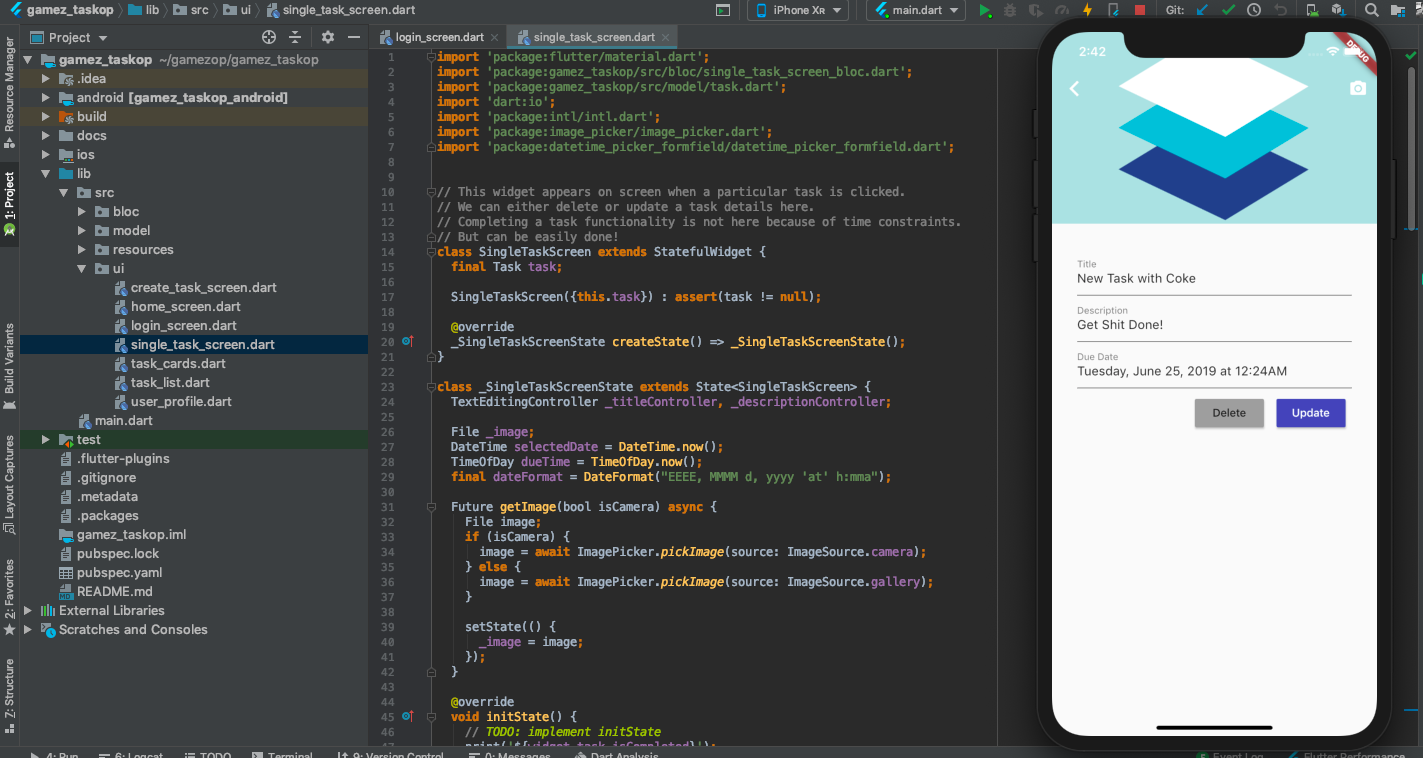 gamez_taskop lib src ui single_task_screen.dart iPhone XR main.dart Git:
Project login_screen.dart single_task_screen.dart
Resource Manager
1: Project
Build Variants
Layout Captures
2: Favorites
Z: Structure
gamez_taskop ~/gamezop/gamez_taskop
.idea
android [gamez_taskop_android]
build
docs
ios
lib
src
bloc
model
resources
ui
create_task_screen.dart
home_screen.dart
login_screen.dart
single_task_screen.dart
task_cards.dart
task_list.dart
user_profile.dart
main.dart
test
.flutter-plugins
.gitignore
.metadata
.packages
gamez_taskop.iml
pubspec.lock
pubspec.yaml
README.md
External Libraries
Scratches and Consoles
1 import 'package:flutter/material.dart';
2 import 'package:gamez_taskop/src/bloc/single_task_screen_bloc.dart';
3 import 'package:gamez_taskop/src/model/task.dart';
4 import 'dart:io';
5 import 'package:intl/intl.dart';
6 import 'package:image_picker/image_picker.dart';
7 import 'package:datetime_picker_formfield/datetime_picker_formfield.dart';
8
9
10 // This widget appears on screen when a particular task is clicked.
11 // We can either delete or update a task details here.
12 // Completing a task functionality is not here because of time constraints.
13 // But can be easily done!
14 class SingleTaskScreen extends StatefulWidget {
15 final Task task;
16
17 SingleTaskScreen({this.task}) : assert(task != null);
18
19 @override
20 _SingleTaskScreenState createState() => _SingleTaskScreenState();
21 }
22
23 class _SingleTaskScreenState extends State<SingleTaskScreen> {
24 TextEditingController _titleController, _descriptionController;
25
26 File _image;
27 DateTime selectedDate = DateTime.now();
28 TimeOfDay dueTime = TimeOfDay.now();
29 final dateFormat = DateFormat("EEEE, MMMM d, yyyy 'at' h:mma");
30
31 Future getImage(bool isCamera) async {
32 File image;
33 if (isCamera) {
34 image = await ImagePicker.pickImage(source: ImageSource.camera);
35 } else {
36 image = await ImagePicker.pickImage(source: ImageSource.gallery);
37 }
38
39 setState(() {
40 _image = image;
41 });
42 }
43
44 @override
45 void initState() {
46 // TODO: implement initState
47 print('${widget.task.isCompleted}');
2:42 DEBUG
Title
New Task with Coke
Description
Get Shit Done!
Due Date
Tuesday, June 25, 2019 at 12:24AM
Delete Update
4: Run 6: Logcat TODO Terminal 9: Version Control 0: Messages Dart Analysis Event Log Flutter Performance